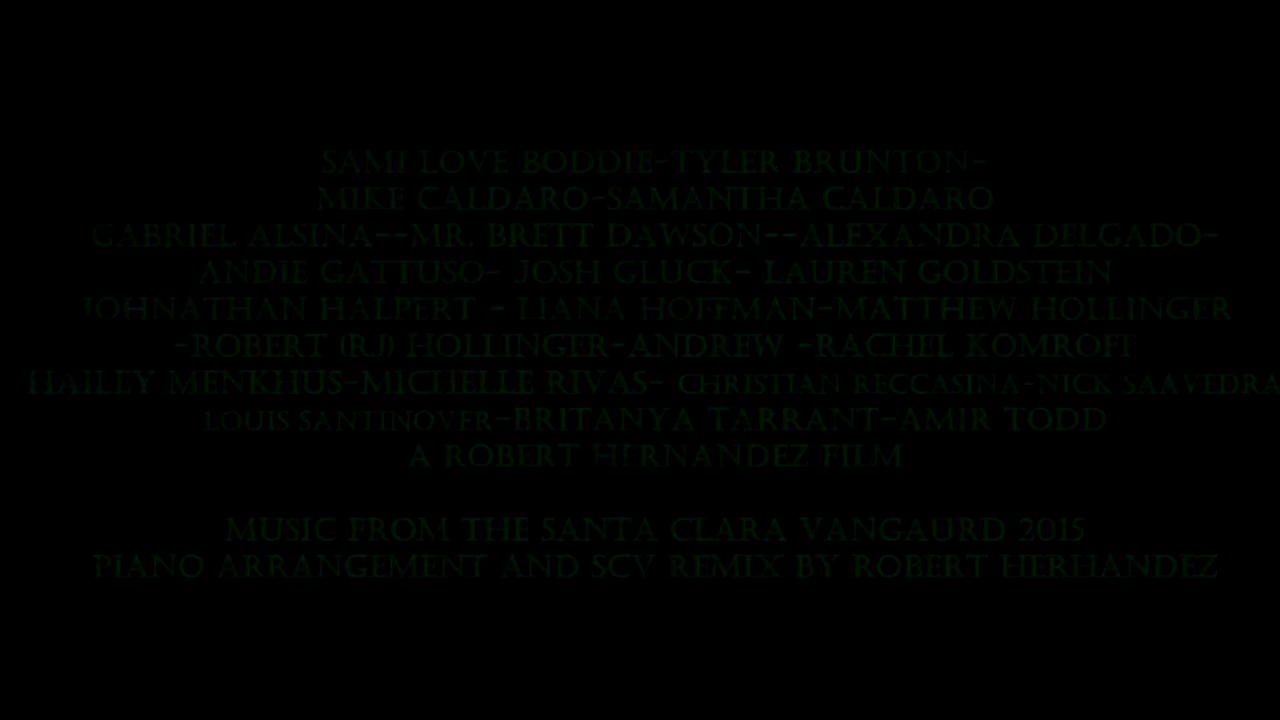 SAMI LOVE BODDIE-TYLER BRUNTON-
MIKE CALDARO-SAMANTHA CALDARO
GABRIEL ALSINA--MR. BRETT DAWSON--ALEXANDRA DELGADO-
ANDIE GATTUSO- JOSH GLUCK- LAUREN GOLDSTEIN
JOHNATHAN HALPERT - LIANA HOFFMAN-MATTHEW HOLLINGER
-ROBERT (RJ) HOLLINGER-ANDREW -RACHEL KOMROFF
HAILEY MENKHUS-MICHELLE RIVAS- CHRISTIAN RECCASINA-NICK SAAVEDRA
LOUIS SANTINOVER-BRITANYA TARRANT-AMIR TODD
A ROBERT HERNANDEZ FILM
MUSIC FROM THE SANTA CLARA VANGAURD 2015
PIANO ARRANGEMENT AND SCV REMIX BY ROBERT HERHANDEZ